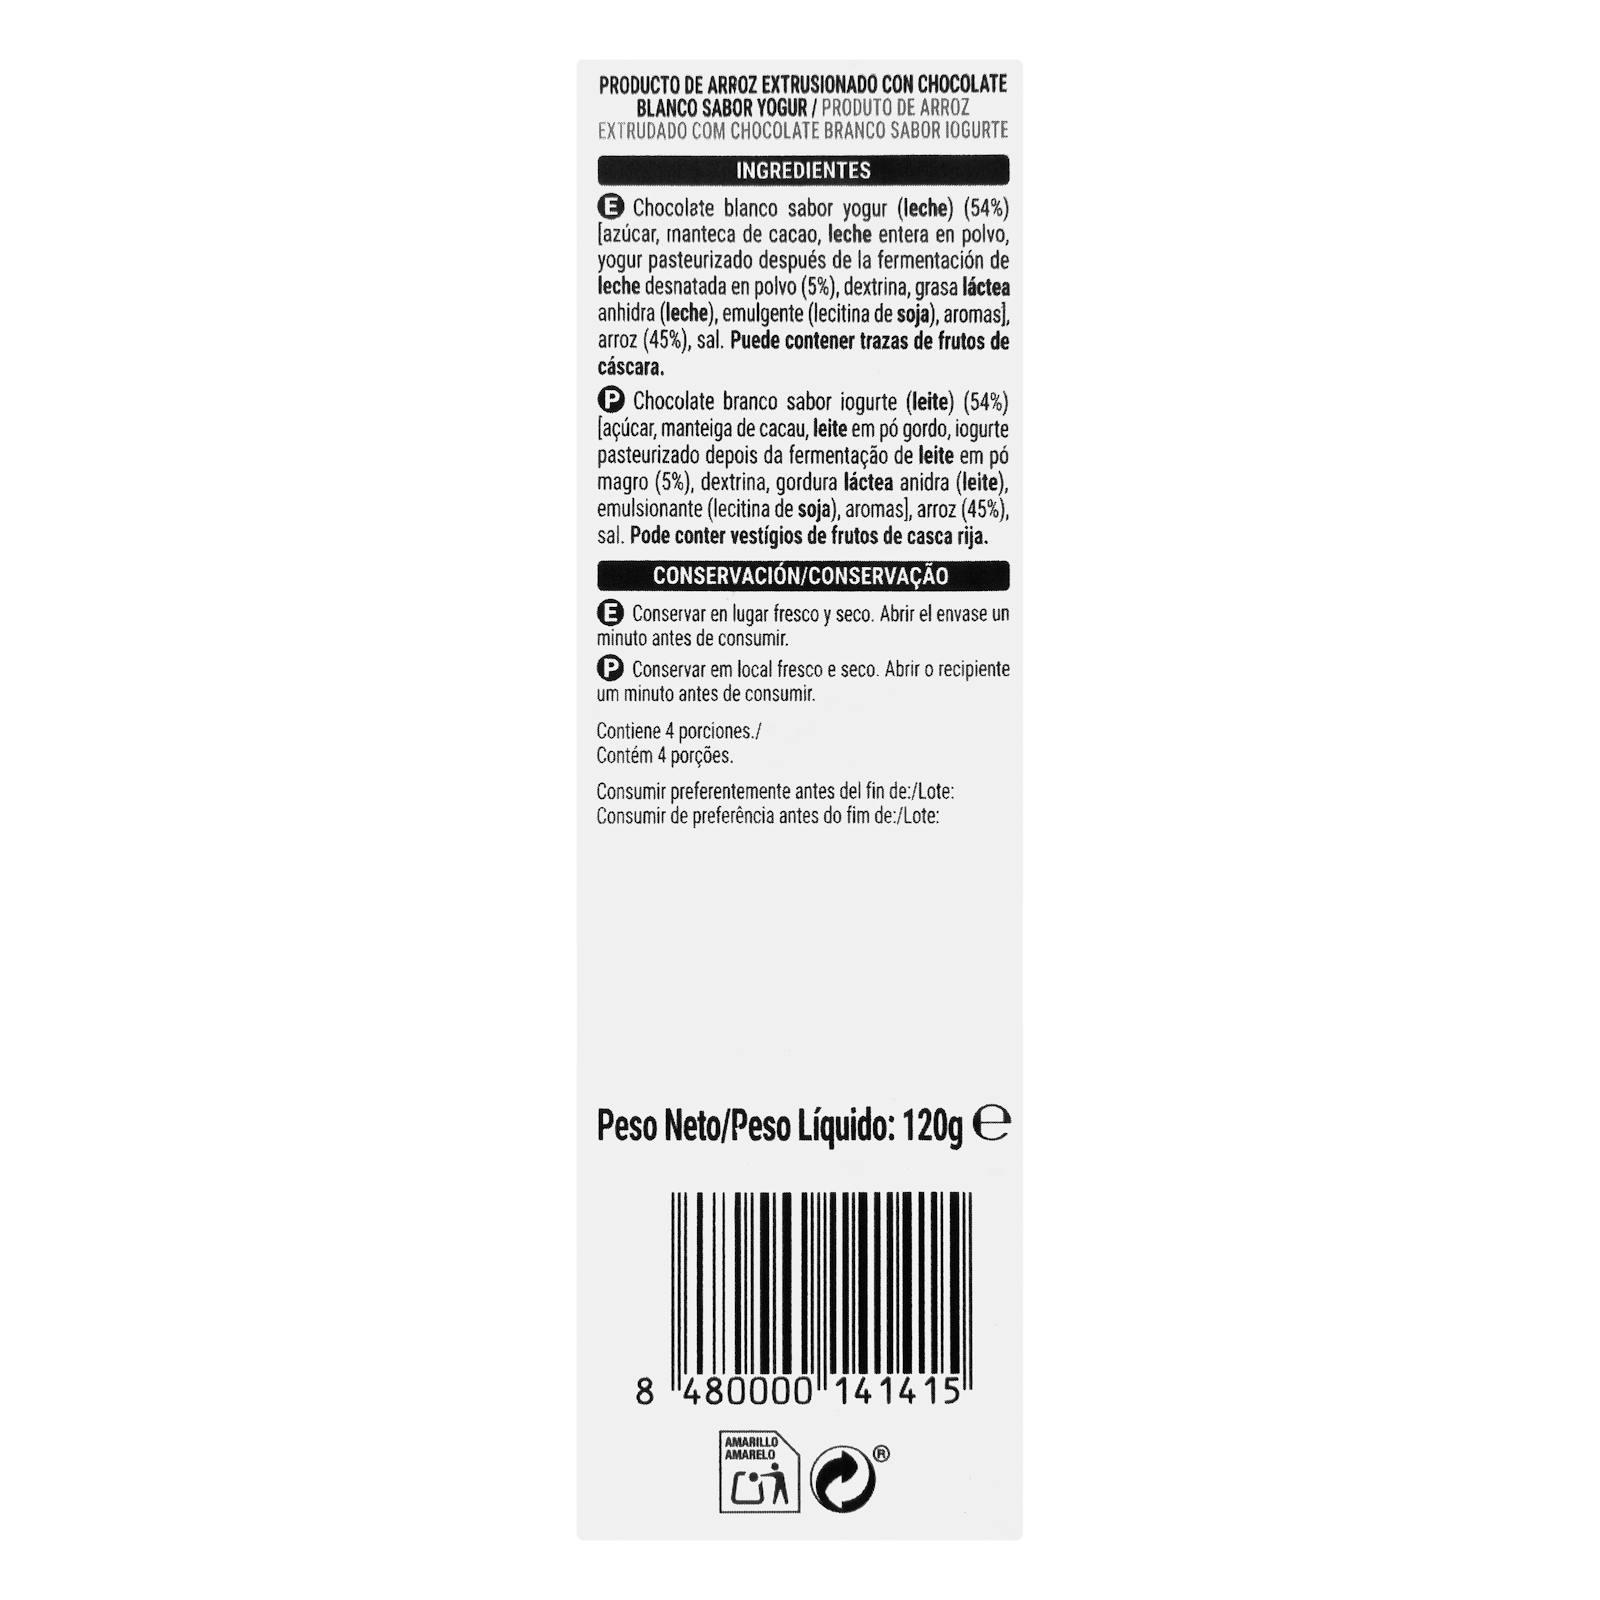 PRODUCTO DE ARROZ EXTRUSIONADO CON CHOCOLATE
BLANCO SABOR YOGUR / PRODUTO DE ARROZ
EXTRUDADO COM CHOCOLATE BRANCO SABOR IOGURTE
INGREDIENTES
E Chocolate blanco sabor yogur (leche) (54%)
[azúcar, manteca de cacao, leche entera en polvo,
yogur pasteurizado después de la fermentación de
leche desnatada en polvo (5%), dextrina, grasa láctea
anhidra (leche), emulgente (lecitina de soja), aromas],
arroz (45%), sal. Puede contener trazas de frutos de
cáscara.
P Chocolate branco sabor iogurte (leite) (54%)
[açúcar, manteiga de cacau, leite em pó gordo, iogurte
pasteurizado depois da fermentação de leite em pó
magro (5%), dextrina, gordura láctea anidra (leite),
emulsionante (lecitina de soja), aromas], arroz (45%),
sal. Pode conter vestígios de frutos de casca rija.
CONSERVACIÓN/CONSERVAÇÃO
E Conservar en lugar fresco y seco. Abrir el envase un
minuto antes de consumir.
P Conservar em local fresco e seco. Abrir o recipiente
um minuto antes de consumir.
Contiene 4 porciones./
Contém 4 porções.
Consumir preferentemente antes del fin de:/Lote:
Consumir de preferência antes do fim de:/Lote:
Peso Neto/Peso Líquido: 120g ℮
8 480000 141415
AMARILLO
AMARELO
®